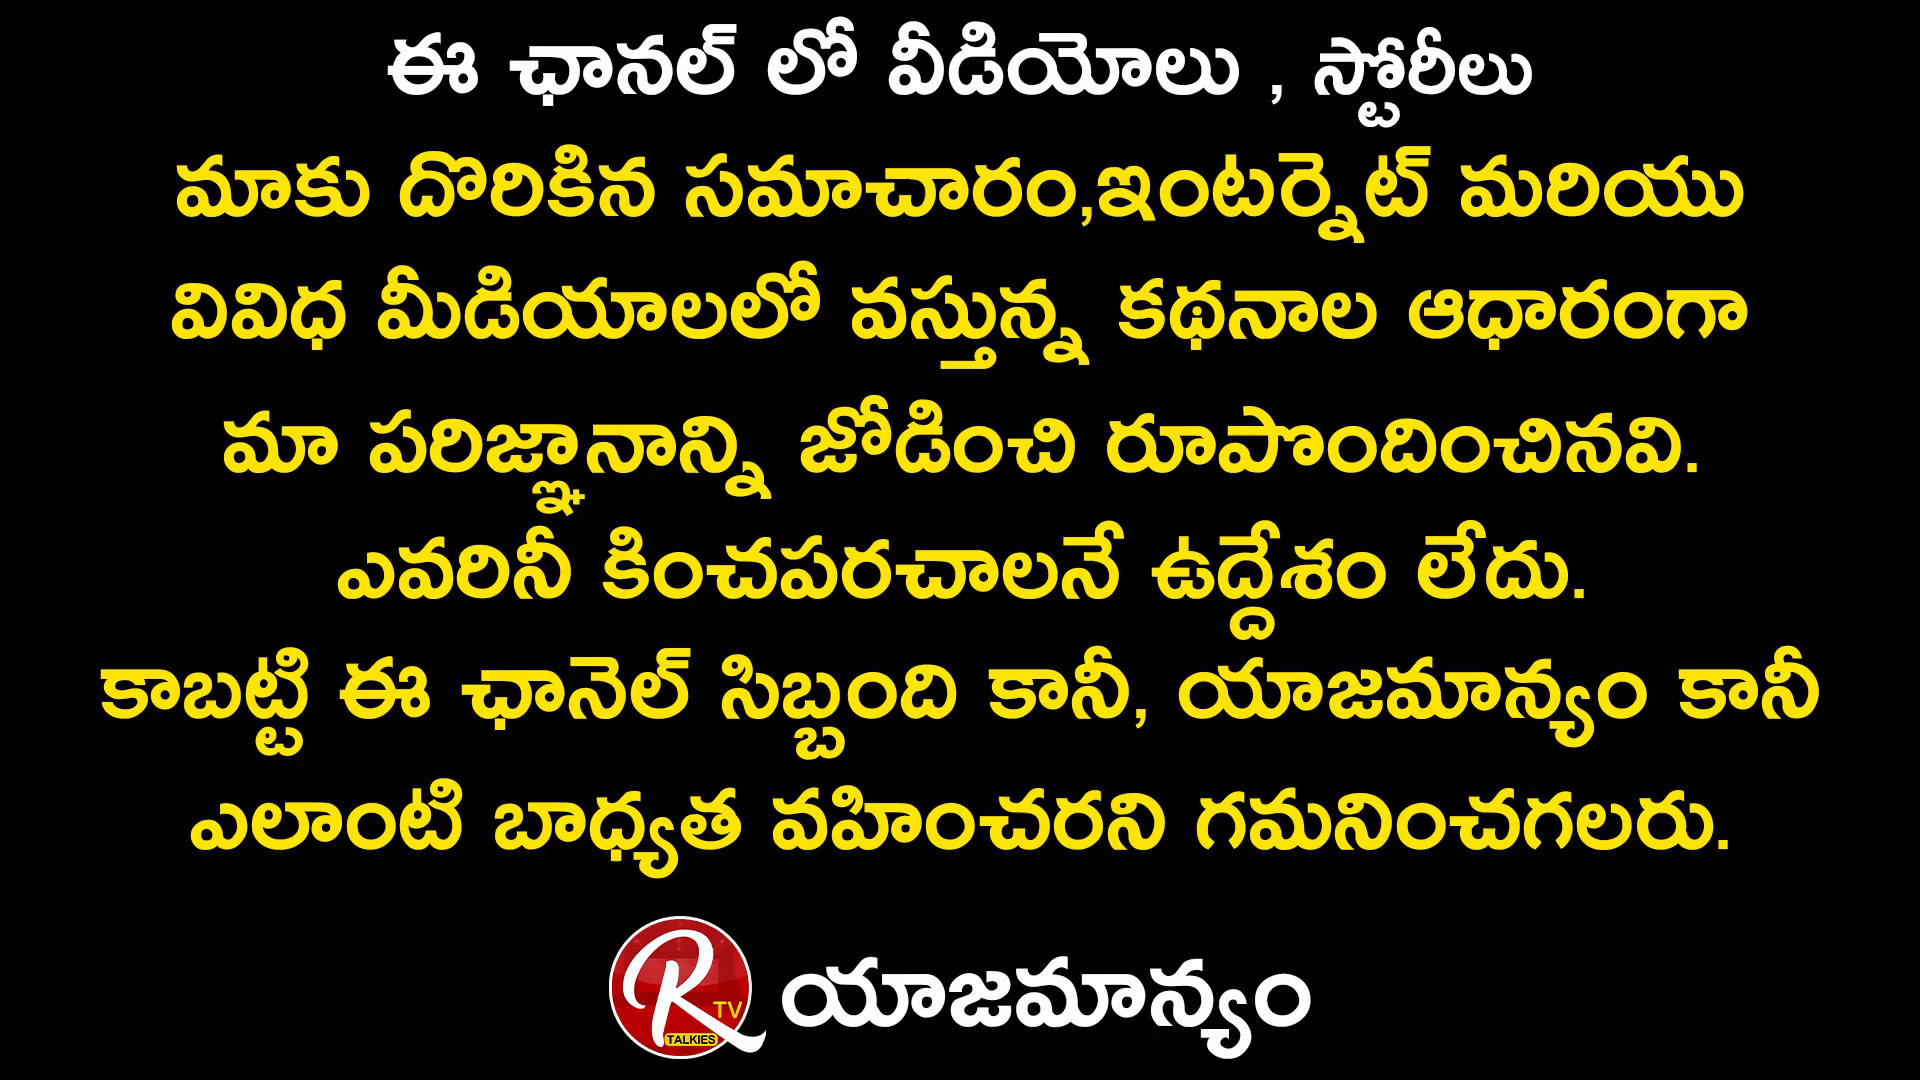 ఈ ఛానల్ లో వీడియోలు , స్టోరీలు
మాకు దొరికిన సమాచారం,ఇంటర్నెట్ మరియు
వివిధ మీడియాలలో వస్తున్న కథనాల ఆధారంగా
మా పరిజ్ఞానాన్ని జోడించి రూపొందించినవి.
ఎవరినీ కించపరచాలనే ఉద్దేశం లేదు.
కాబట్టి ఈ ఛానెల్ సిబ్బంది కానీ, యాజమాన్యం కానీ
ఎలాంటి బాధ్యత వహించరని గమనించగలరు.
R TV TALKIES యాజమాన్యం